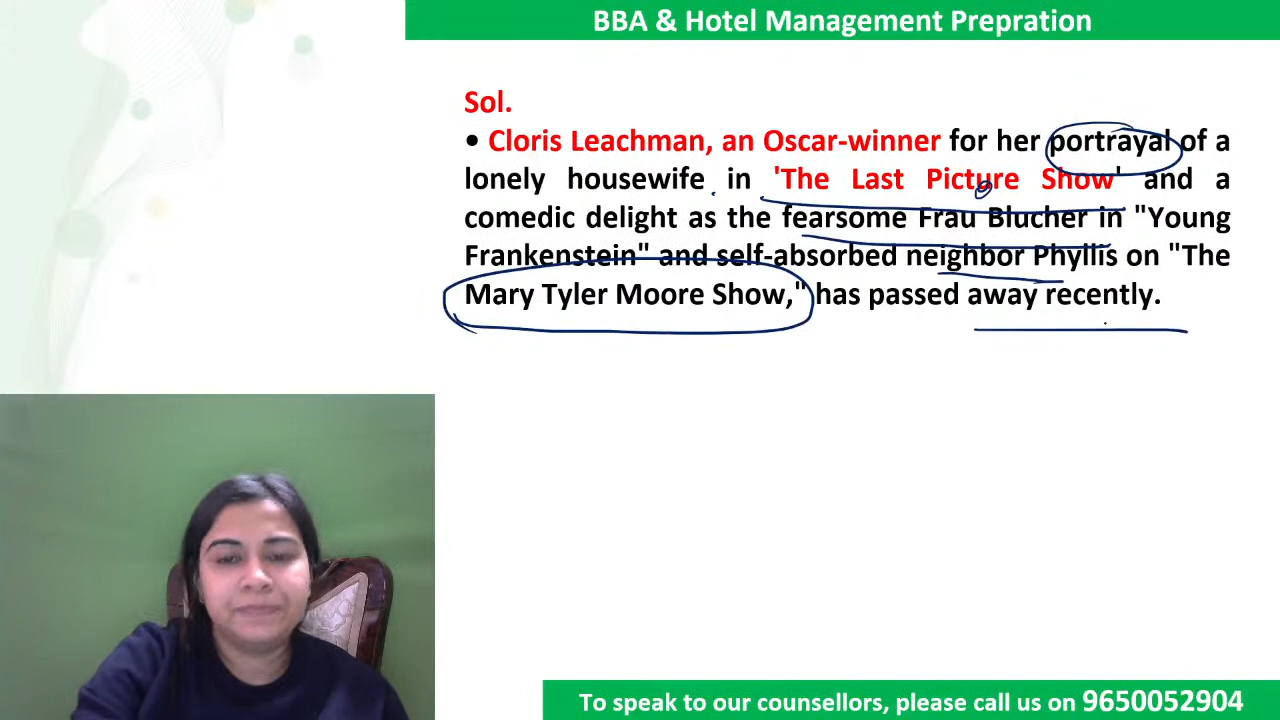 BBA & Hotel Management Prepration
Sol.
• Cloris Leachman, an Oscar-winner for her portrayal of a
lonely housewife in 'The Last Picture Show' and a
comedic delight as the fearsome Frau Blucher in "Young
Frankenstein" and self-absorbed neighbor Phyllis on "The
Mary Tyler Moore Show," has passed away recently.
To speak to our counsellors, please call us on 9650052904